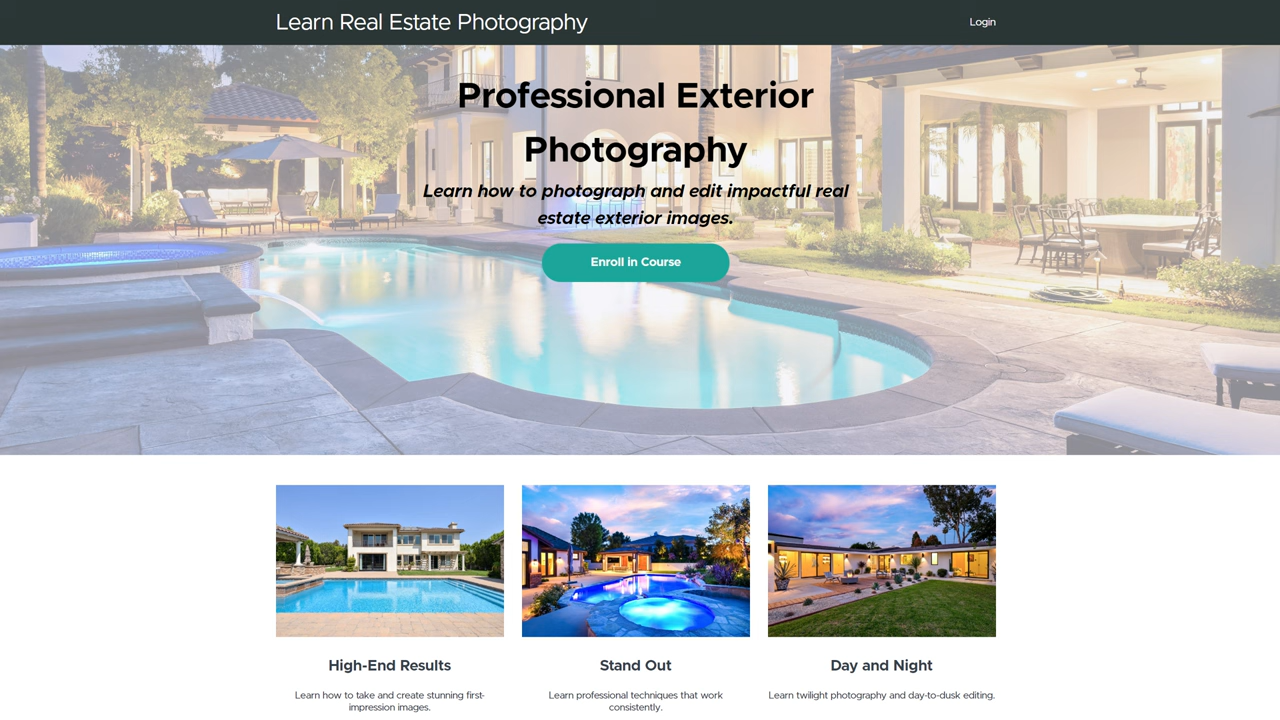 Learn Real Estate Photography
Login
Professional Exterior
Photography
Learn how to photograph and edit impactful real
estate exterior images.
Enroll in Course
High-End Results
Learn how to take and create stunning first-
impression images.
Stand Out
Learn professional techniques that work
consistently.
Day and Night
Learn twilight photography and day-to-dusk editing.